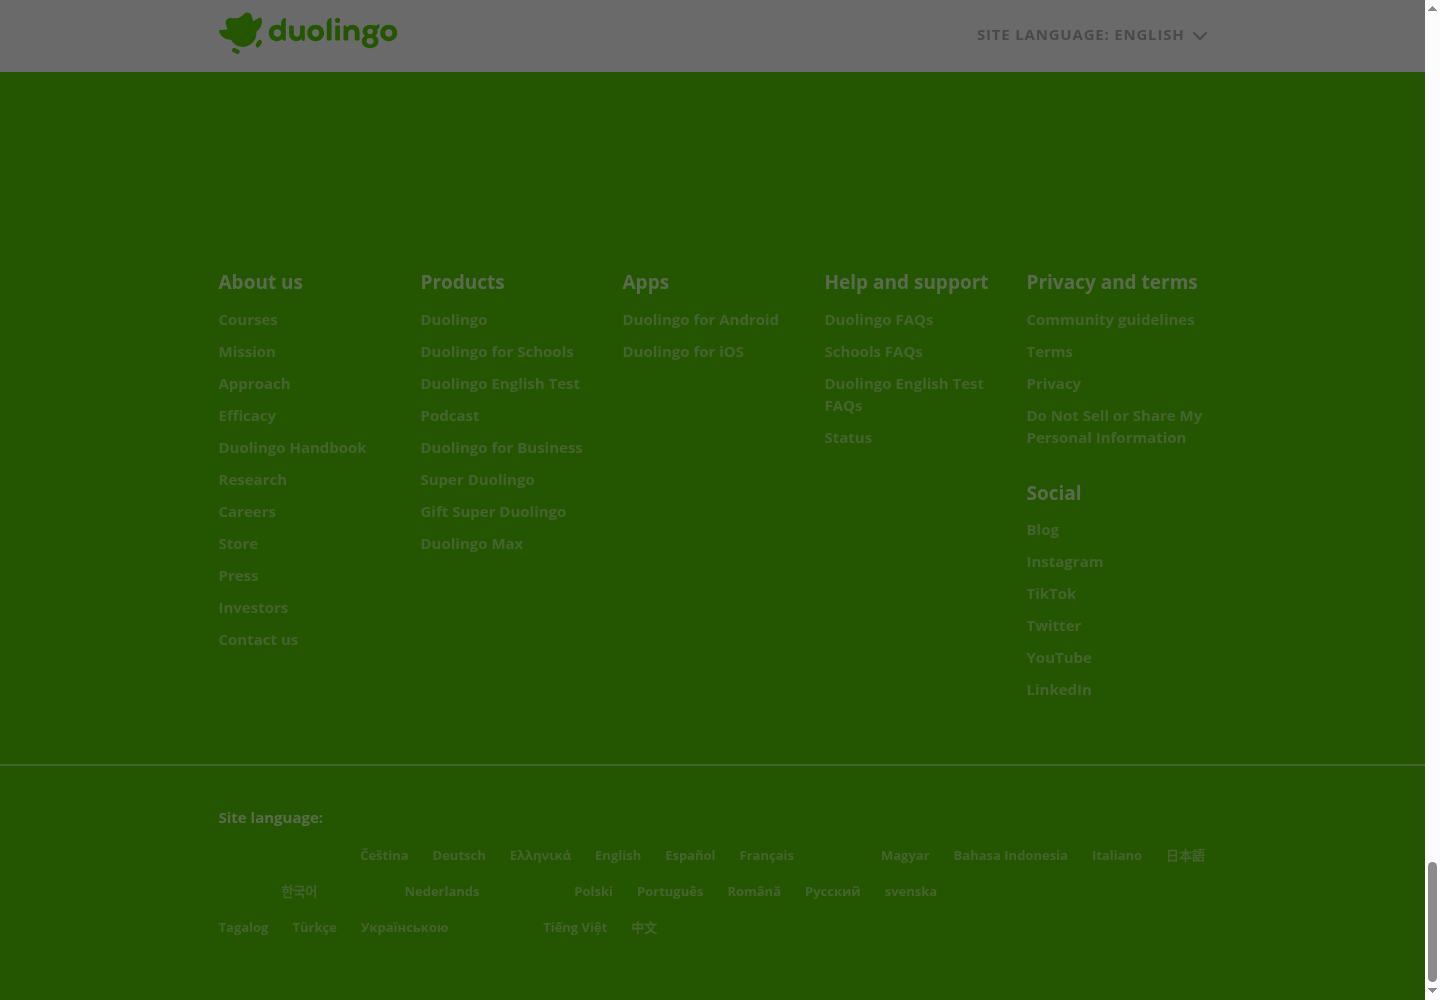 duolingo
SITE LANGUAGE: ENGLISH
About us
Courses
Mission
Approach
Efficacy
Duolingo Handbook
Research
Careers
Store
Press
Investors
Contact us
Products
Duolingo
Duolingo for Schools
Duolingo English Test
Podcast
Duolingo for Business
Super Duolingo
Gift Super Duolingo
Duolingo Max
Apps
Duolingo for Android
Duolingo for iOS
Help and support
Duolingo FAQs
Schools FAQs
Duolingo English Test
FAQs
Status
Privacy and terms
Community guidelines
Terms
Privacy
Do Not Sell or Share My
Personal Information
Social
Blog
Instagram
TikTok
Twitter
YouTube
LinkedIn
Site language:
Čeština Deutsch Ελληνικά English Español Français Magyar Bahasa Indonesia Italiano 日本語
한국어 Nederlands Polski Português Română Русский svenska
Tagalog Türkçe Українською Tiếng Việt 中文